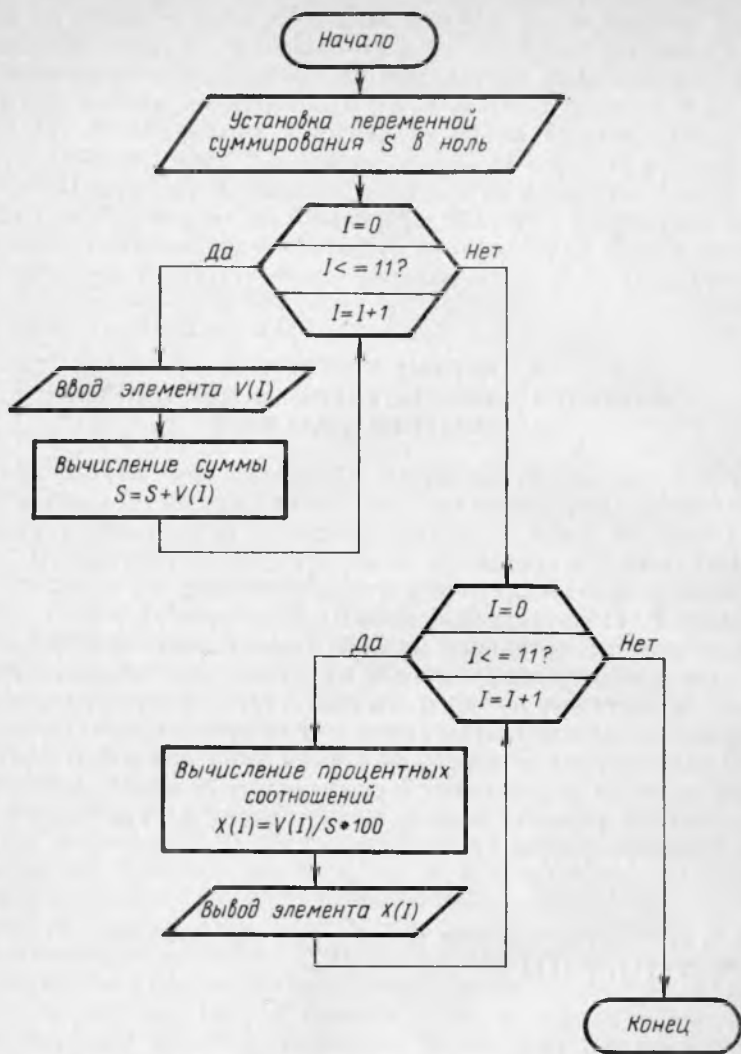 Начало
Установка переменной
суммирования S в ноль
I=0
Да
Нет
I<=11?
I=I+1
Ввод элемента V(I)
Вычисление суммы
S=S+V(I)
I=0
Да
Нет
I<=11?
I=I+1
Вычисление процентных
соотношений
X(I)=V(I)/S*100
Вывод элемента X(I)
Конец